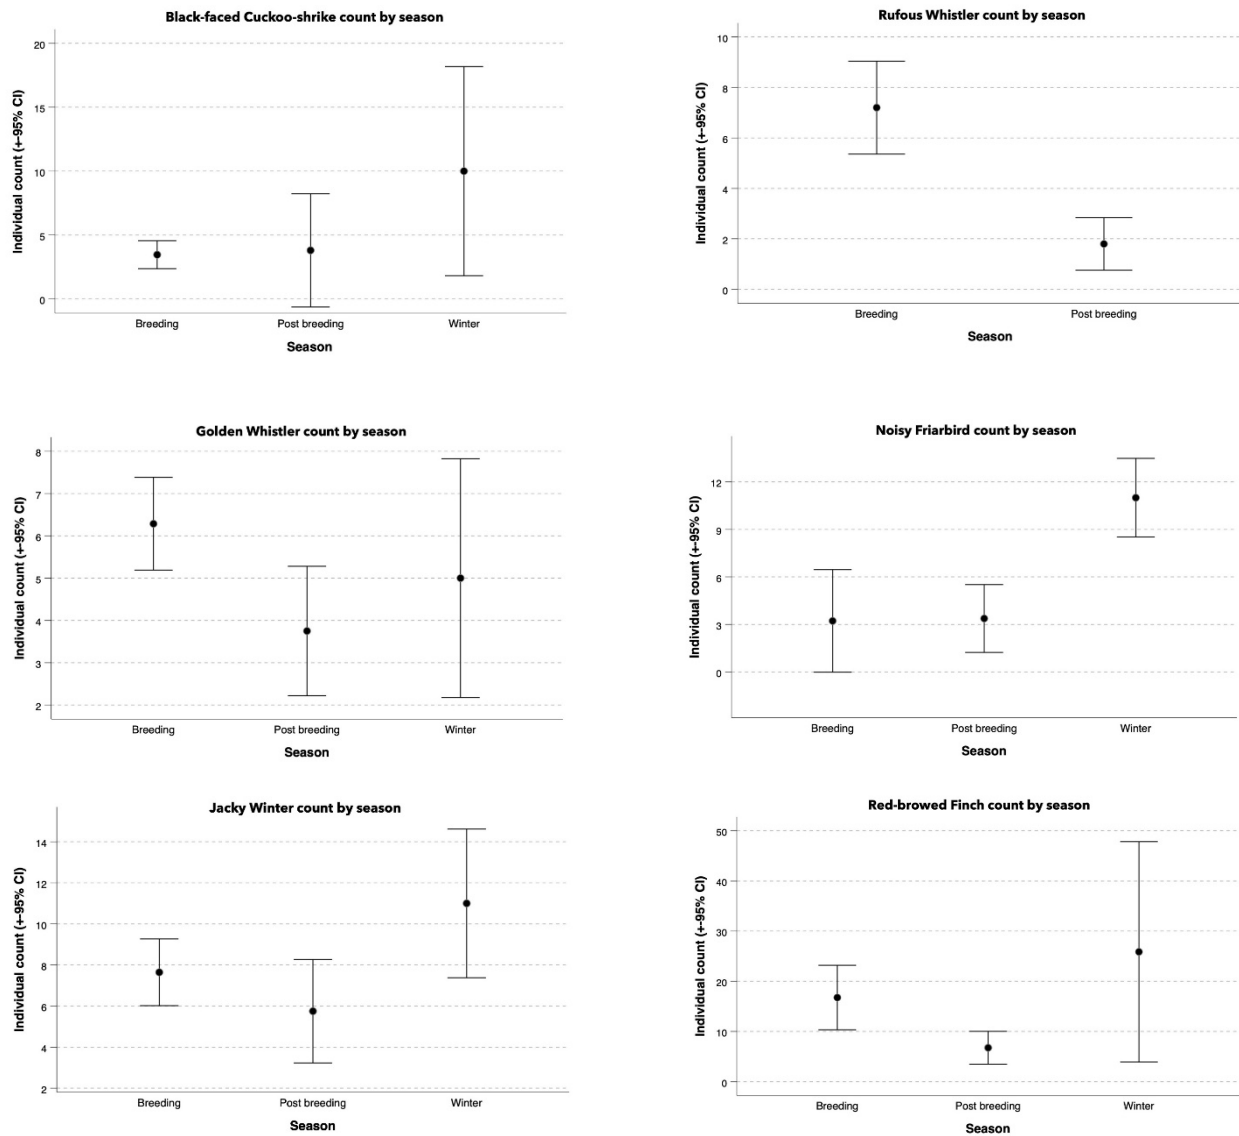 Black-faced Cuckoo-shrike count by season
Individual count (+-95% CI)
20
15
10
5
0
Breeding
Post breeding
Winter
Season
Rufous Whistler count by season
Individual count (+-95% CI)
10
8
6
4
2
0
Breeding
Post breeding
Season
Golden Whistler count by season
Individual count (+-95% CI)
8
7
6
5
4
3
2
Breeding
Post breeding
Winter
Season
Noisy Friarbird count by season
Individual count (+-95% CI)
12
9
6
3
0
Breeding
Post breeding
Winter
Season
Jacky Winter count by season
Individual count (+-95% CI)
14
12
10
8
6
4
2
Breeding
Post breeding
Winter
Season
Red-browed Finch count by season
Individual count (+-95% CI)
50
40
30
20
10
0
Breeding
Post breeding
Winter
Season